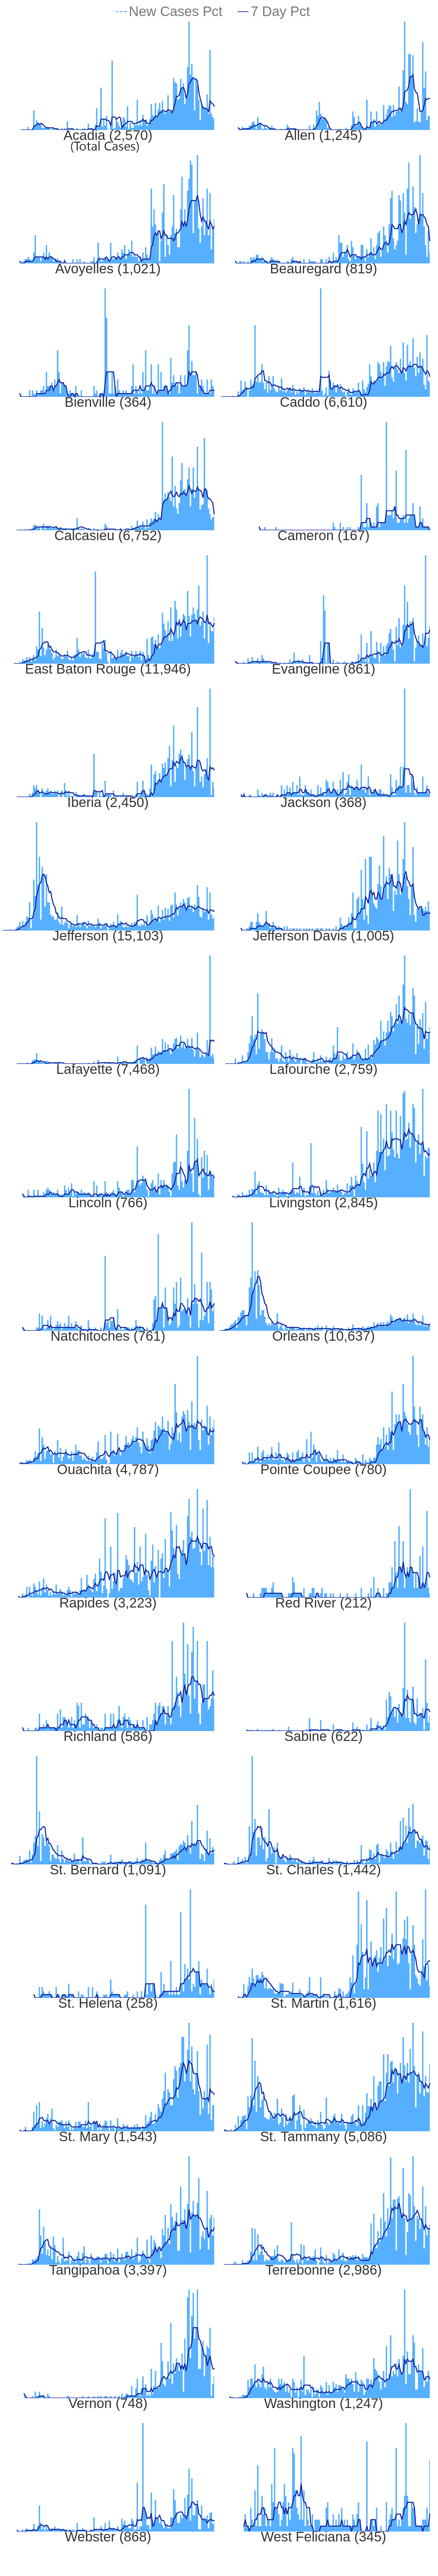 New Cases Pct 7 Day Pct
Acadia (2,570) Allen (1,245)
(Total Cases)
Avoyelles (1,021) Beauregard (819)
Bienville (364) Caddo (6,610)
Calcasieu (6,752) Cameron (167)
East Baton Rouge (11,946) Evangeline (861)
Iberia (2,450) Jackson (368)
Jefferson (15,103) Jefferson Davis (1,005)
Lafayette (7,468) Lafourche (2,759)
Lincoln (766) Livingston (2,845)
Natchitoches (761) Orleans (10,637)
Ouachita (4,787) Pointe Coupee (780)
Rapides (3,223) Red River (212)
Richland (586) Sabine (622)
St. Bernard (1,091) St. Charles (1,442)
St. Helena (258) St. Martin (1,616)
St. Mary (1,543) St. Tammany (5,086)
Tangipahoa (3,397) Terrebonne (2,986)
Vernon (748) Washington (1,247)
Webster (868) West Feliciana (345)